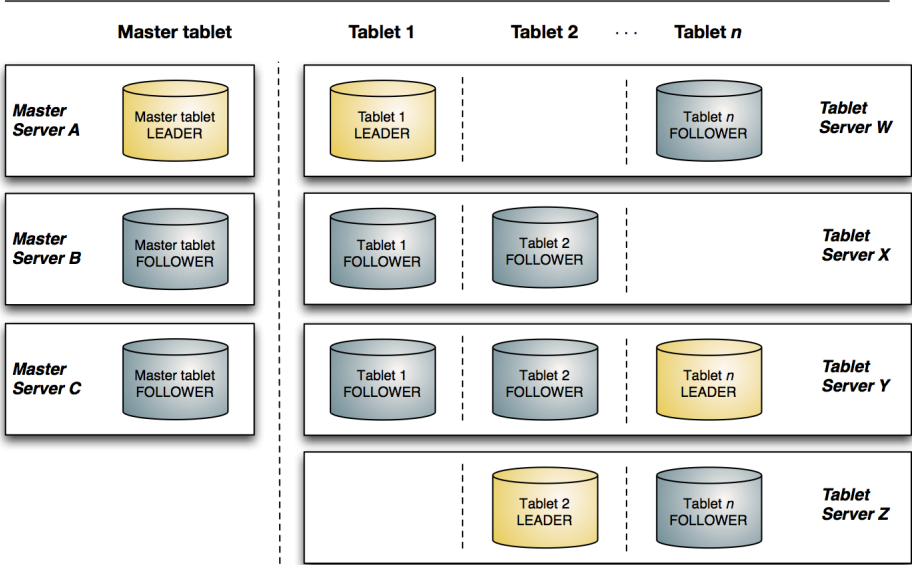 Master tablet
Tablet 1
Tablet 2
...
Tablet n
Master
Server A
Master tablet
LEADER
Tablet 1
LEADER
Tablet n
FOLLOWER
Tablet
Server W
Master
Server B
Master tablet
FOLLOWER
Tablet 1
FOLLOWER
Tablet 2
FOLLOWER
Tablet
Server X
Master
Server C
Master tablet
FOLLOWER
Tablet 1
FOLLOWER
Tablet 2
FOLLOWER
Tablet n
LEADER
Tablet
Server Y
Tablet 2
LEADER
Tablet n
FOLLOWER
Tablet
Server Z